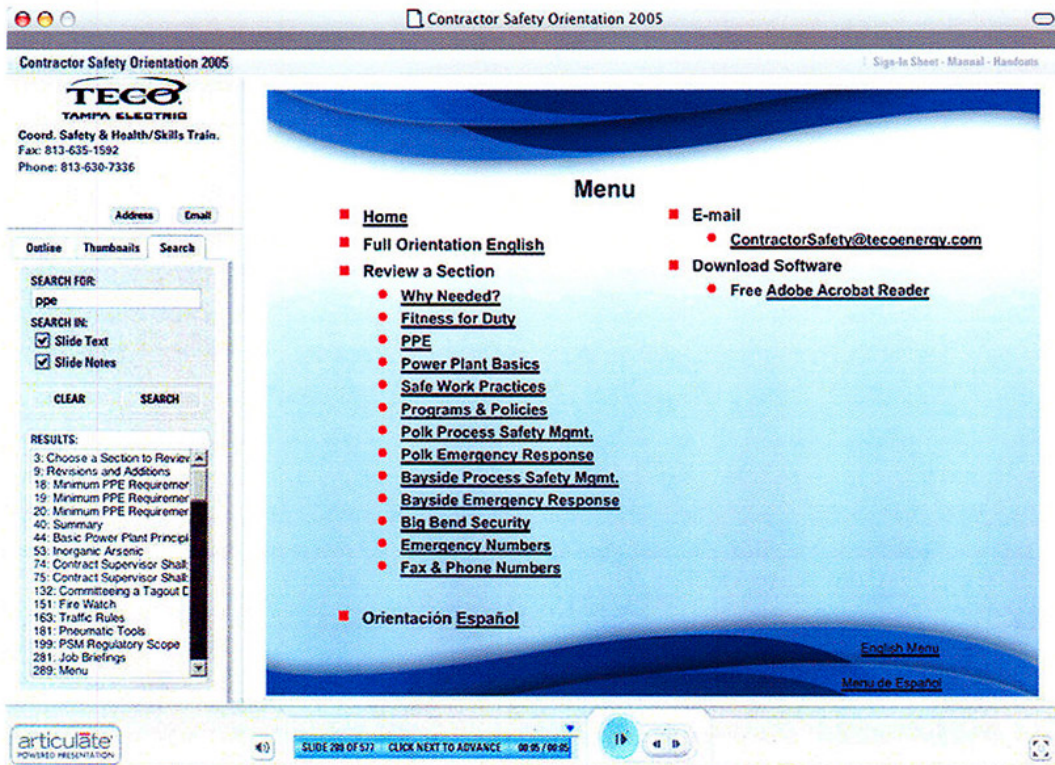 Contractor Safety Orientation 2005
Contractor Safety Orientation 2005
Sign-In Sheet - Manual - Handouts
TECO
TAMPA ELECTRIC
Coord. Safety & Health/Skills Train.
Fax: 813-635-1592
Phone: 813-630-7336
Address Email
Outline Thumbnails Search
SEARCH FOR:
ppe
SEARCH IN:
Slide Text
Slide Notes
CLEAR SEARCH
RESULTS:
3: Choose a Section to Review
9: Revisions and Additions
18: Minimum PPE Requiremer
19: Minimum PPE Requiremer
20: Minimum PPE Requiremer
40: Summary
44: Basic Power Plant Principl
53: Inorganic Arsenic
74: Contract Supervisor Shall:
75: Contract Supervisor Shall:
132: Committeeing a Tagout D
151: Fire Watch
163: Traffic Rules
181: Pneumatic Tools
199: PSM Regulatory Scope
281: Job Briefings
289: Menu
Menu
Home
Full Orientation English
Review a Section
Why Needed?
Fitness for Duty
PPE
Power Plant Basics
Safe Work Practices
Programs & Policies
Polk Process Safety Mgmt.
Polk Emergency Response
Bayside Process Safety Mgmt.
Bayside Emergency Response
Big Bend Security
Emergency Numbers
Fax & Phone Numbers
Orientación Español
E-mail
ContractorSafety@tecoenergy.com
Download Software
Free Adobe Acrobat Reader
English Menu
Menu de Español
articulate
POWERED PRESENTATION
SLIDE 289 OF 577 CLICK NEXT TO ADVANCE 00:05 / 00:05